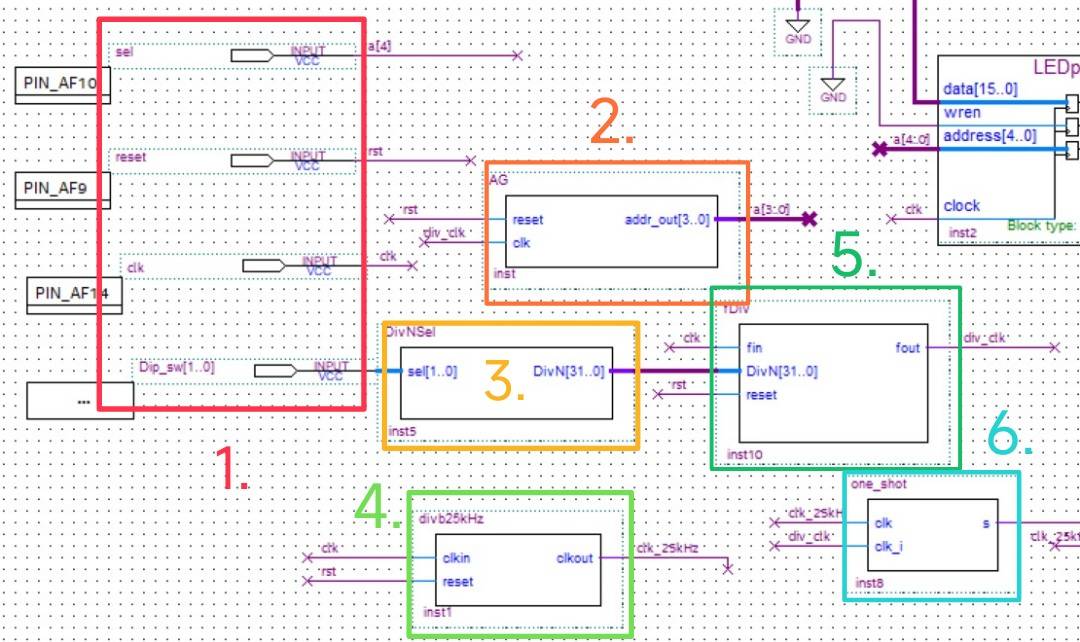 GND
GND
LEDp
data[15..0]
wren
a[4:0]
address[4..0]
clk
clock
inst2
Block type:
sel
INPUT
VCC
a[4]
PIN_AF10
reset
INPUT
VCC
rst
PIN_AF9
clk
INPUT
VCC
clk
PIN_AF14
Dip_sw[1..0]
INPUT
VCC
...
1.
2.
AG
rst
reset
addr_out[3..0]
a[3:0]
div_clk
clk
inst
DivNSel
sel[1..0]
3.
DivN[31..0]
inst5
5.
fDiv
clk
fin
fout
div_clk
DivN[31..0]
rst
reset
inst10
4.
divb25kHz
clk
clkin
clkout
clk_25kHz
rst
reset
inst1
6.
one_shot
clk_25kH
clk
s
div_clk
clk_i
clk_25k
inst8